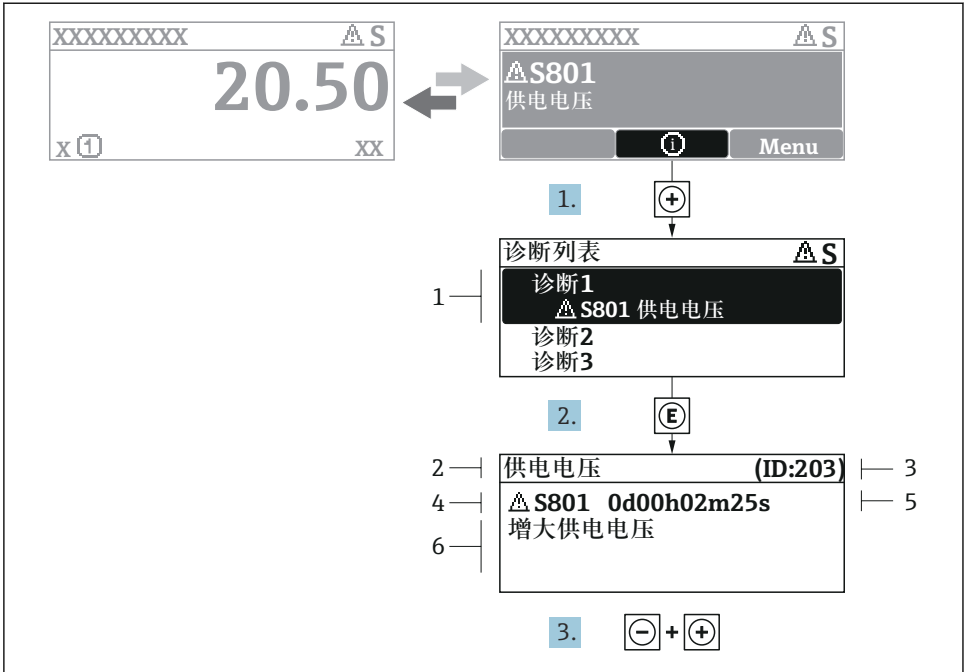 XXXXXXXXX ⚠ S
20.50
X ① XX
XXXXXXXXX ⚠ S
⚠S801
供电电压
ⓘ Menu
1. ⊕
诊断列表 ⚠ S
1
诊断1
⚠ S801 供电电压
诊断2
诊断3
2. Ⓔ
2 供电电压 (ID:203) 3
4 ⚠ S801 0d00h02m25s 5
6 增大供电电压
3. ⊖ + ⊕